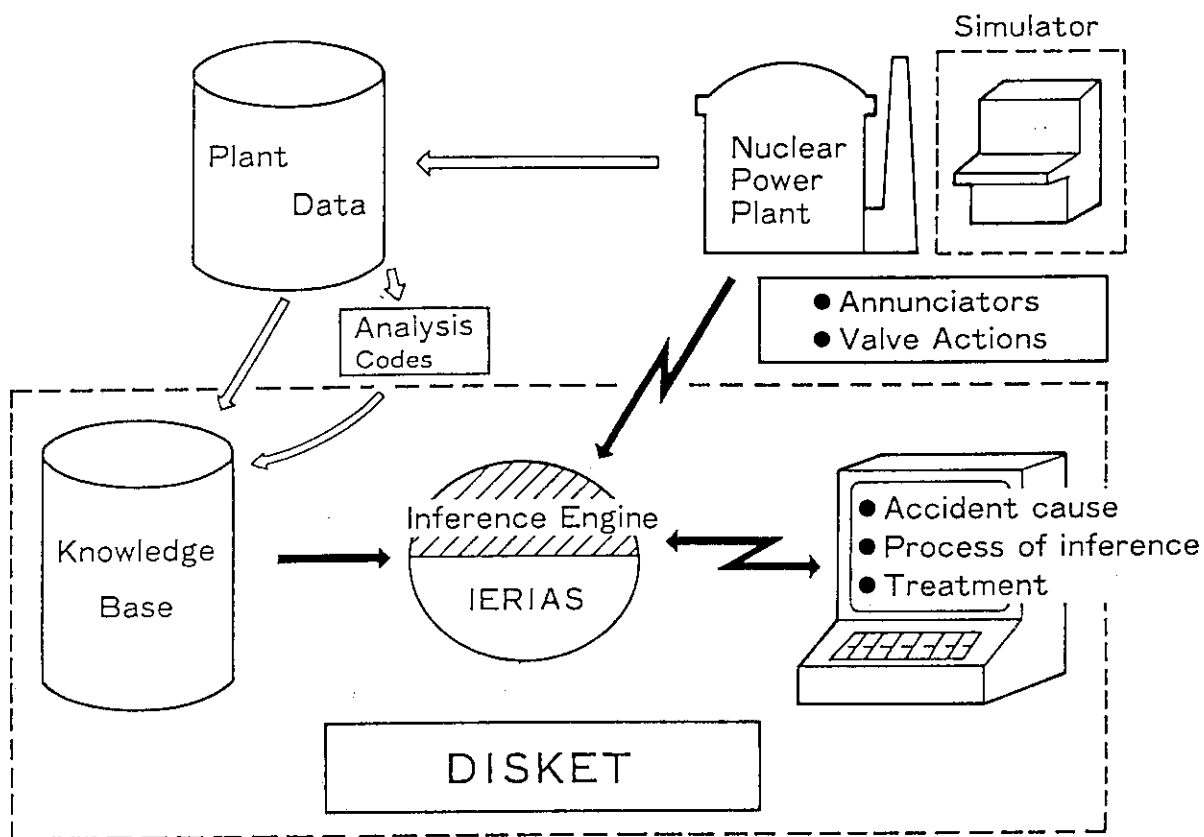 Simulator
Plant
Data
Nuclear
Power
Plant
● Annunciators
● Valve Actions
Analysis
Codes
Knowledge
Base
Inference Engine
IERIAS
● Accident cause
● Process of inference
● Treatment
DISKET